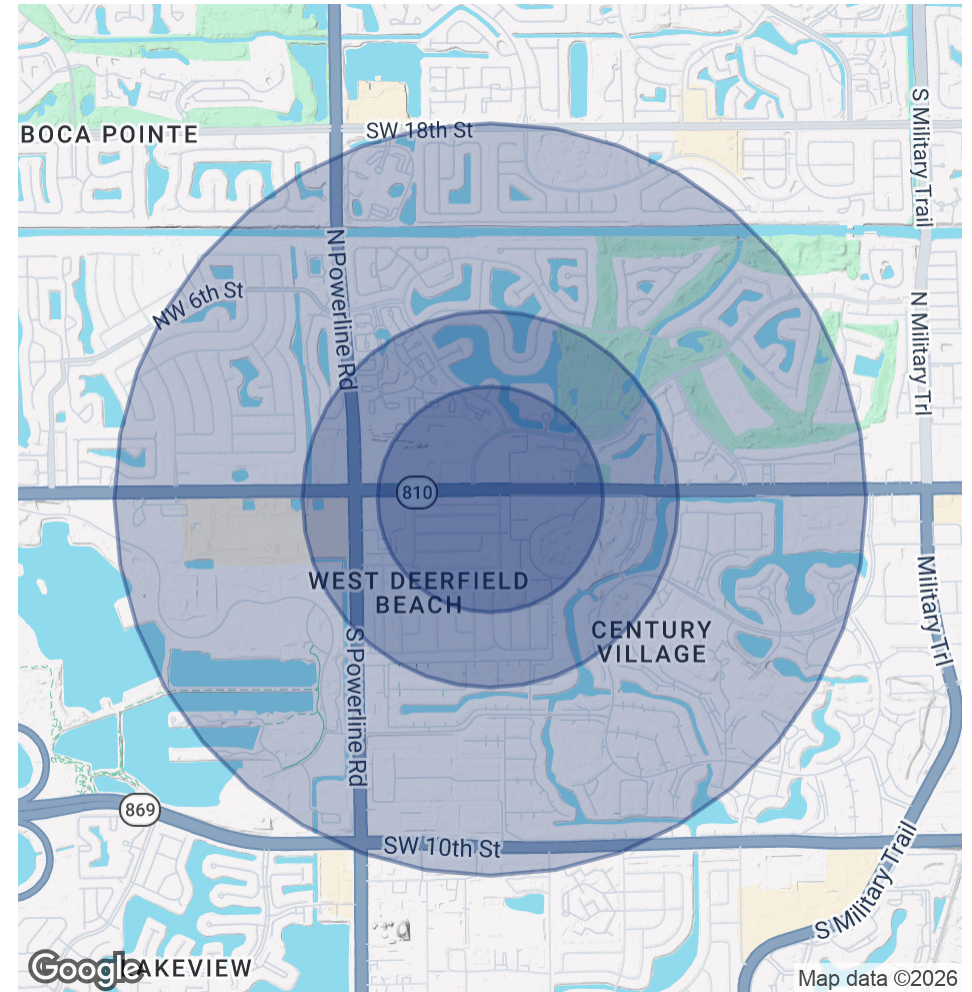 S Military Trail
SW 18th St
BOCA POINTE
N Powerline Rd
NW 6th St
N Military Trl
810
WEST DEERFIELD
BEACH
Military Trl
CENTURY
VILLAGE
S Powerline Rd
869
SW 10th St
S Military Trail
Google
LAKEVIEW
Map data ©2026